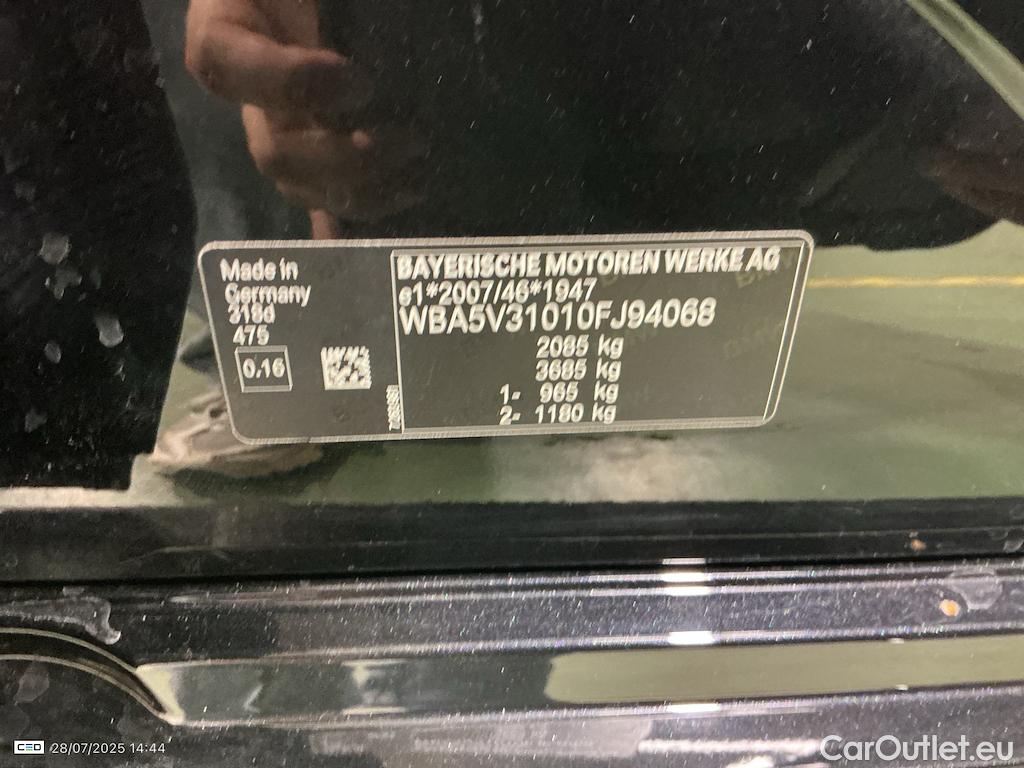 Made in
Germany
318d
475
0.16
BAYERISCHE MOTOREN WERKE AG
e1*2007/46*1947
WBA5V31010FJ94068
2085 kg
3685 kg
1- 965 kg
2- 1180 kg
CEO 28/07/2025 14:44
CarOutlet.eu